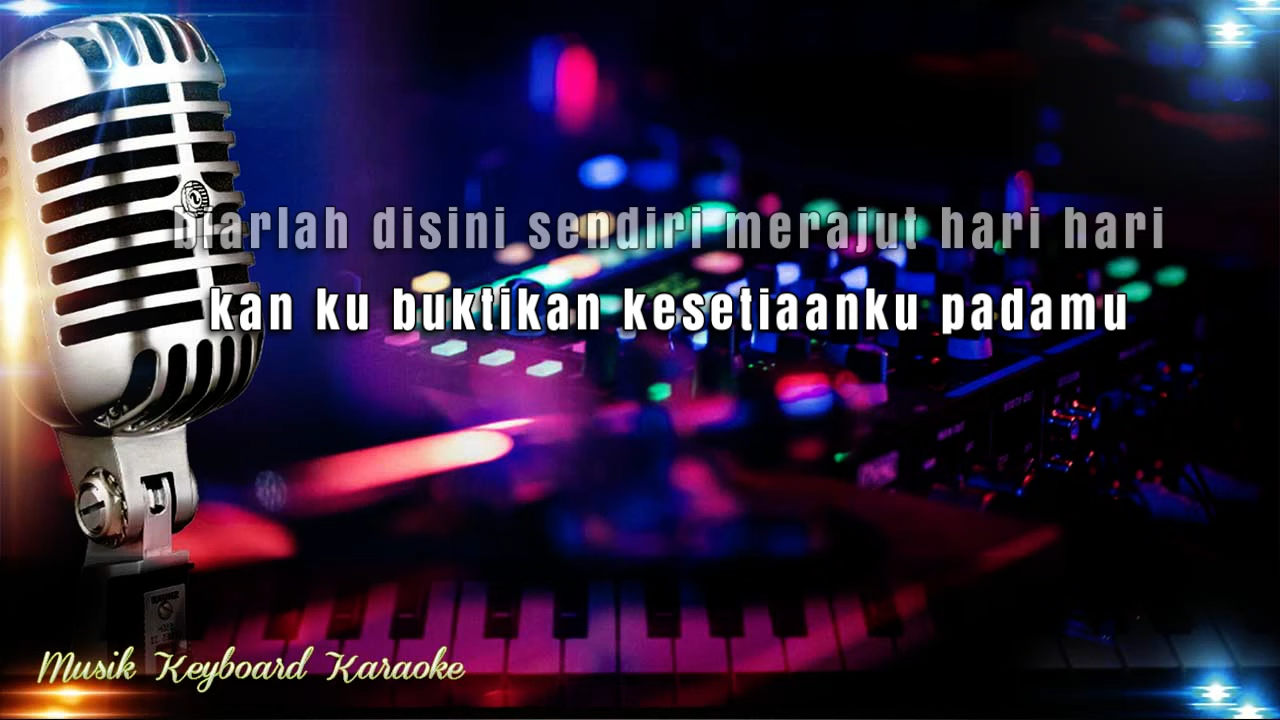 biarlah disini sendiri merajut hari hari
kan ku buktikan kesetiaanku padamu
Musik Keyboard Karaoke